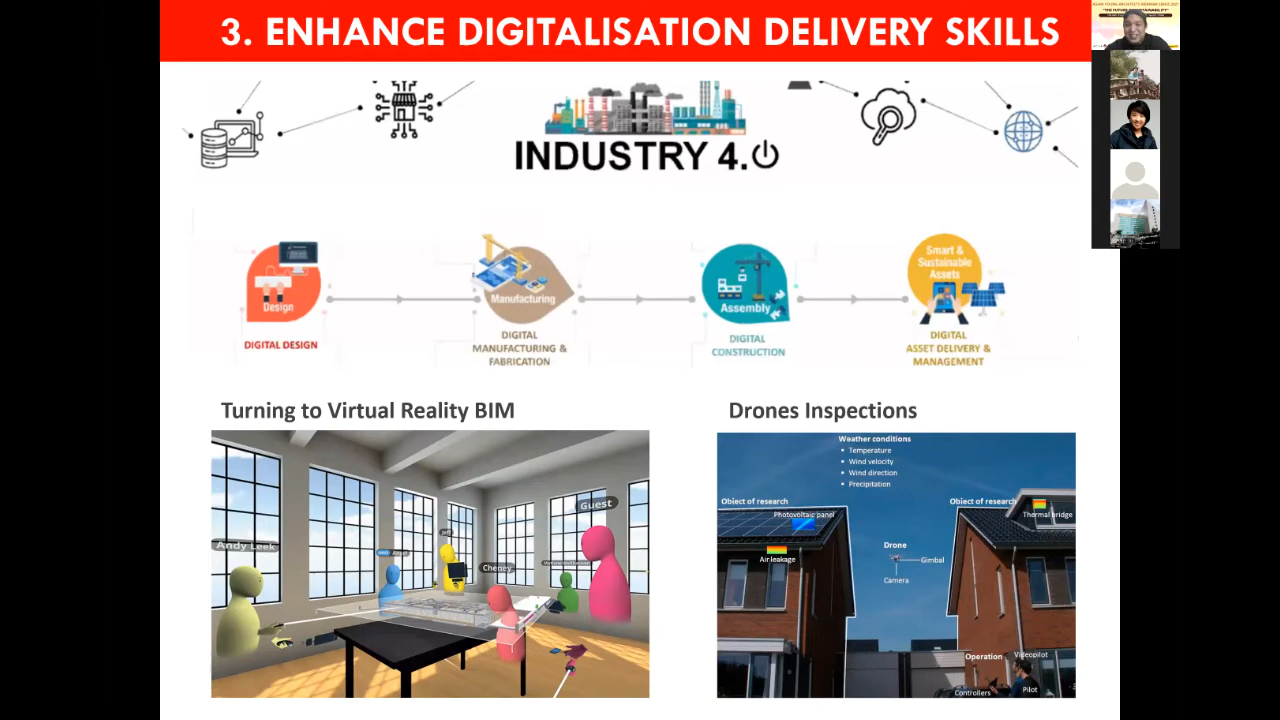 3. ENHANCE DIGITALISATION DELIVERY SKILLS
INDUSTRY 4.0
Design
Manufacturing
Assembly
Smart &
Sustainable
Assets
DIGITAL DESIGN
DIGITAL
MANUFACTURING &
FABRICATION
DIGITAL
CONSTRUCTION
DIGITAL
ASSET DELIVERY &
MANAGEMENT
Turning to Virtual Reality BIM
Andy Leek
Jeff
Cheney
Guest
Drones Inspections
Weather conditions
▪ Temperature
▪ Wind velocity
▪ Wind direction
▪ Precipitation
Object of research
Photovoltaic panel
Air leakage
Object of research
Thermal bridge
Drone
Gimbal
Camera
Operation
Videopilot
Controllers
Pilot